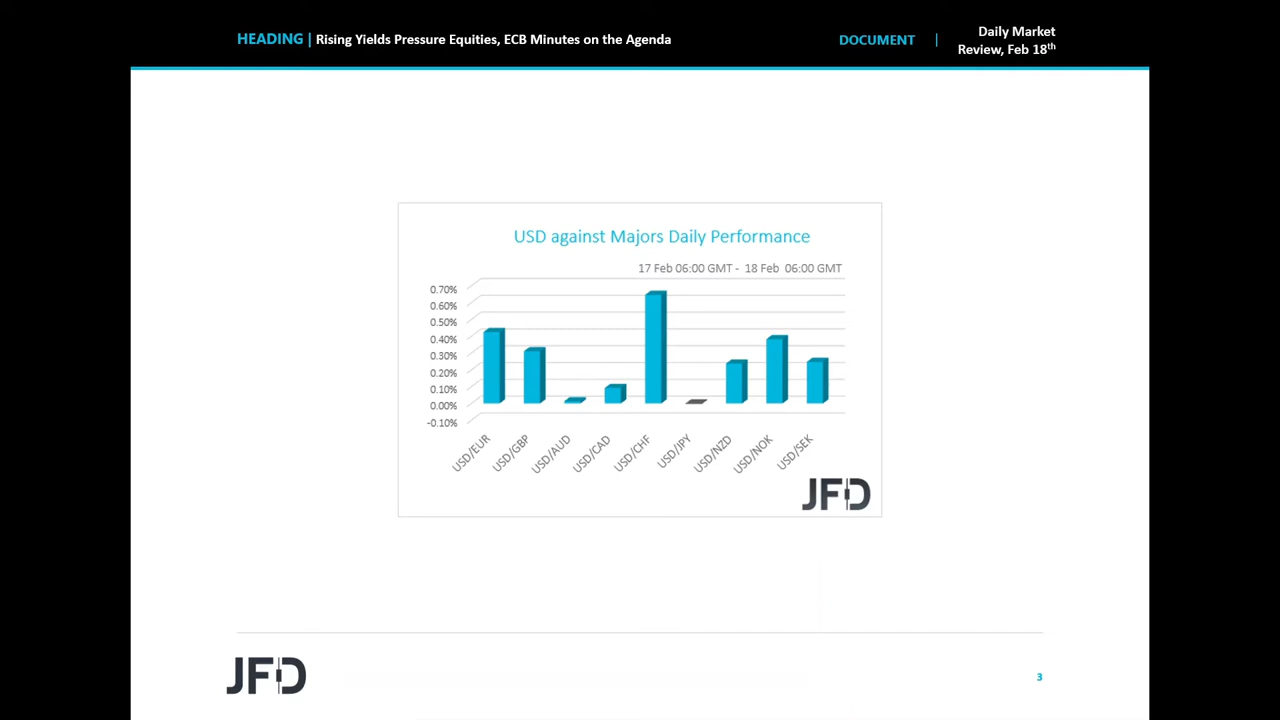 HEADING | Rising Yields Pressure Equities, ECB Minutes on the Agenda
DOCUMENT |
Daily Market
Review, Feb 18th
USD against Majors Daily Performance
17 Feb 06:00 GMT - 18 Feb 06:00 GMT
0.70%
0.60%
0.50%
0.40%
0.30%
0.20%
0.10%
0.00%
-0.10%
USD/EUR
USD/GBP
USD/AUD
USD/CAD
USD/CHF
USD/JPY
USD/NZD
USD/NOK
USD/SEK
JFD
JFD
3